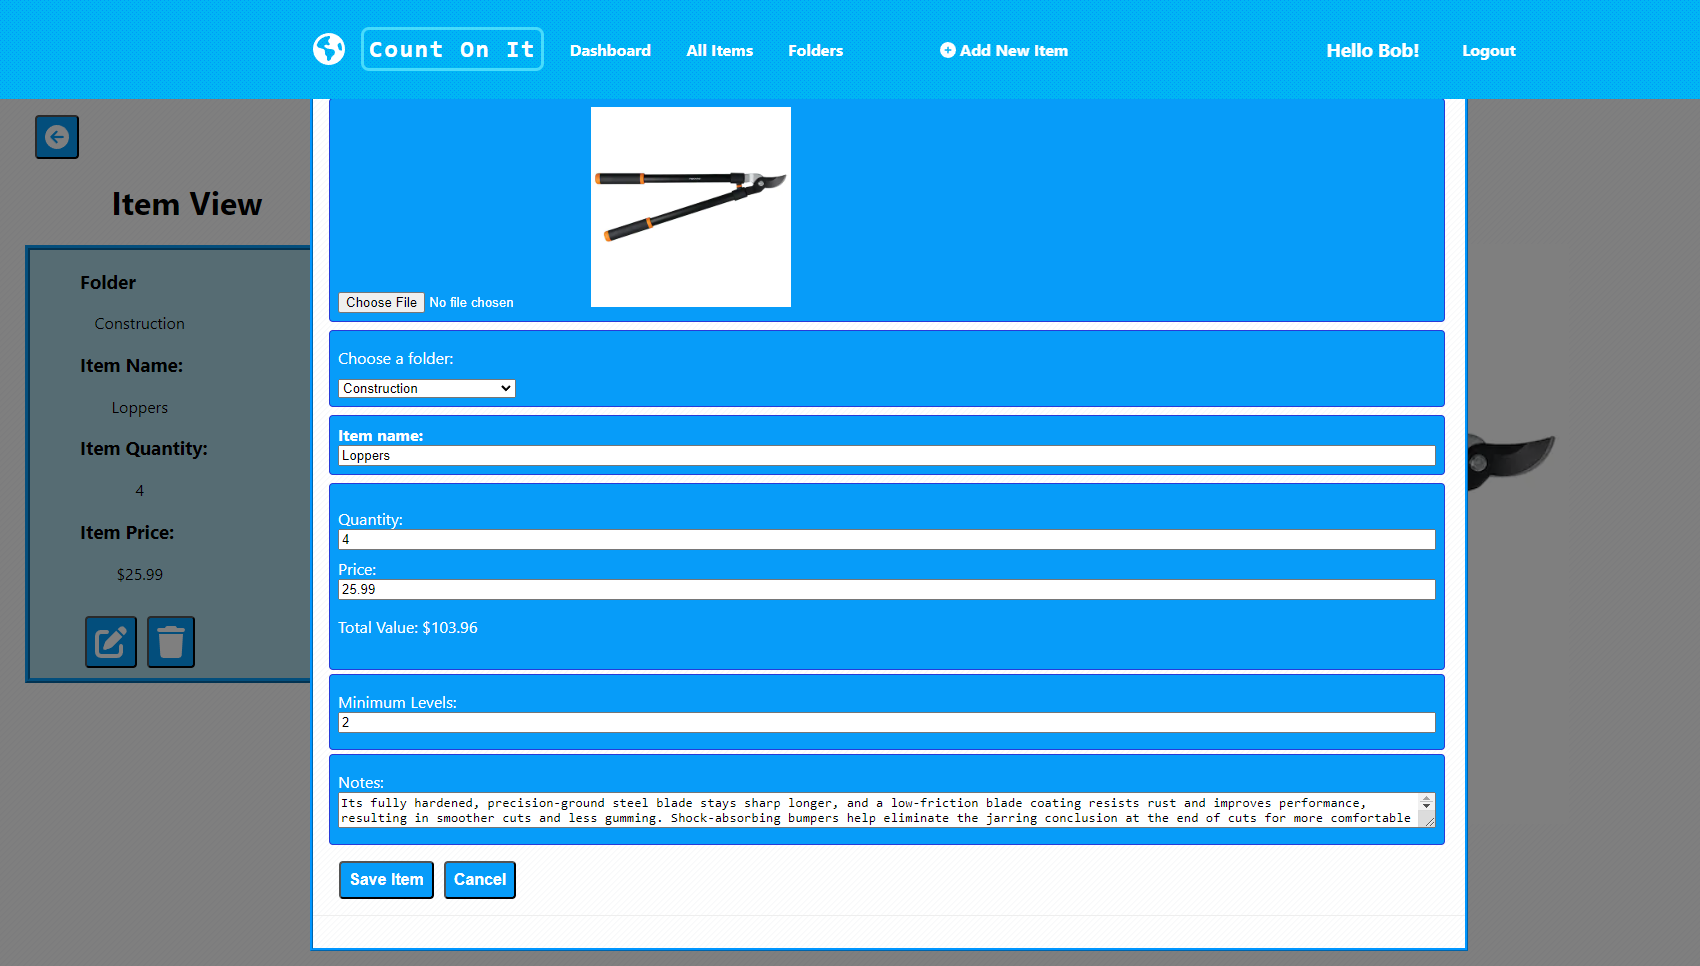 Count On It
Dashboard
All Items
Folders
Add New Item
Hello Bob!
Logout
Item View
Folder
Construction
Item Name:
Loppers
Item Quantity:
4
Item Price:
$25.99
Choose File No file chosen
Choose a folder:
Construction
Item name:
Loppers
Quantity:
4
Price:
25.99
Total Value: $103.96
Minimum Levels:
2
Notes:
Its fully hardened, precision-ground steel blade stays sharp longer, and a low-friction blade coating resists rust and improves performance,
resulting in smoother cuts and less gumming. Shock-absorbing bumpers help eliminate the jarring conclusion at the end of cuts for more comfortable
Save Item
Cancel